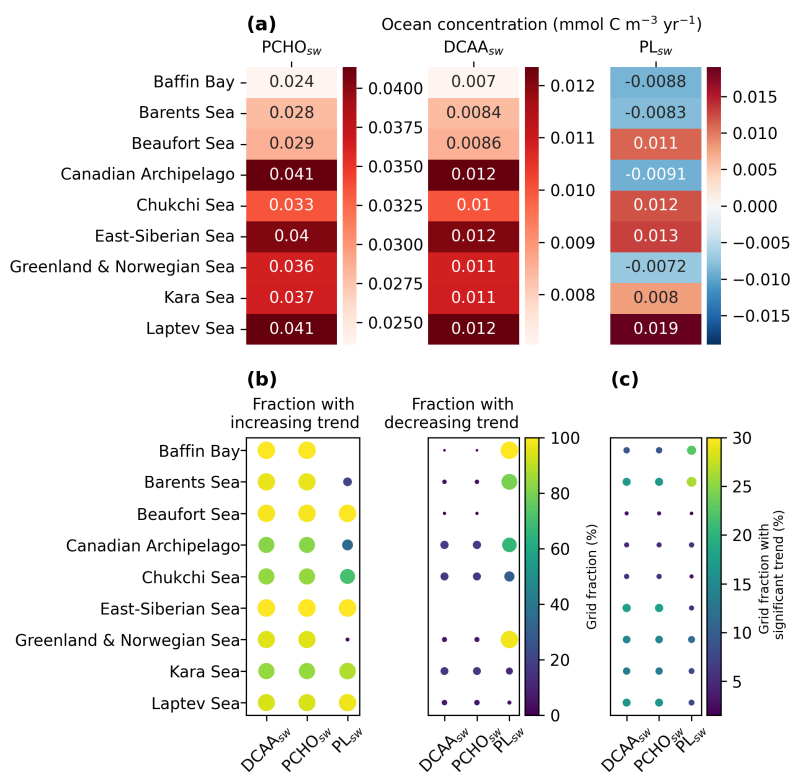 (a) Ocean concentration (mmol C m⁻³ yr⁻¹)
PCHOsw DCAAsw PLsw
Baffin Bay 0.024 0.007 -0.0088
Barents Sea 0.028 0.0084 -0.0083
Beaufort Sea 0.029 0.0086 0.011
Canadian Archipelago 0.041 0.012 -0.0091
Chukchi Sea 0.033 0.01 0.012
East-Siberian Sea 0.04 0.012 0.013
Greenland & Norwegian Sea 0.036 0.011 -0.0072
Kara Sea 0.037 0.011 0.008
Laptev Sea 0.041 0.012 0.019
0.0400
0.0375
0.0350
0.0325
0.0300
0.0275
0.0250
0.012
0.011
0.010
0.009
0.008
0.015
0.010
0.005
0.000
−0.005
−0.010
−0.015
(b)
Fraction with
increasing trend
Fraction with
decreasing trend
(c)
Baffin Bay
Barents Sea
Beaufort Sea
Canadian Archipelago
Chukchi Sea
East-Siberian Sea
Greenland & Norwegian Sea
Kara Sea
Laptev Sea
DCAAsw PCHOsw PLsw
DCAAsw PCHOsw PLsw
100
80
60
40
20
0
Grid fraction (%)
DCAAsw PCHOsw PLsw
30
25
20
15
10
5
Grid fraction with
significant trend (%)